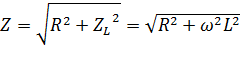 Z = √(R² + Z_L²) = √(R² + ω²L²)